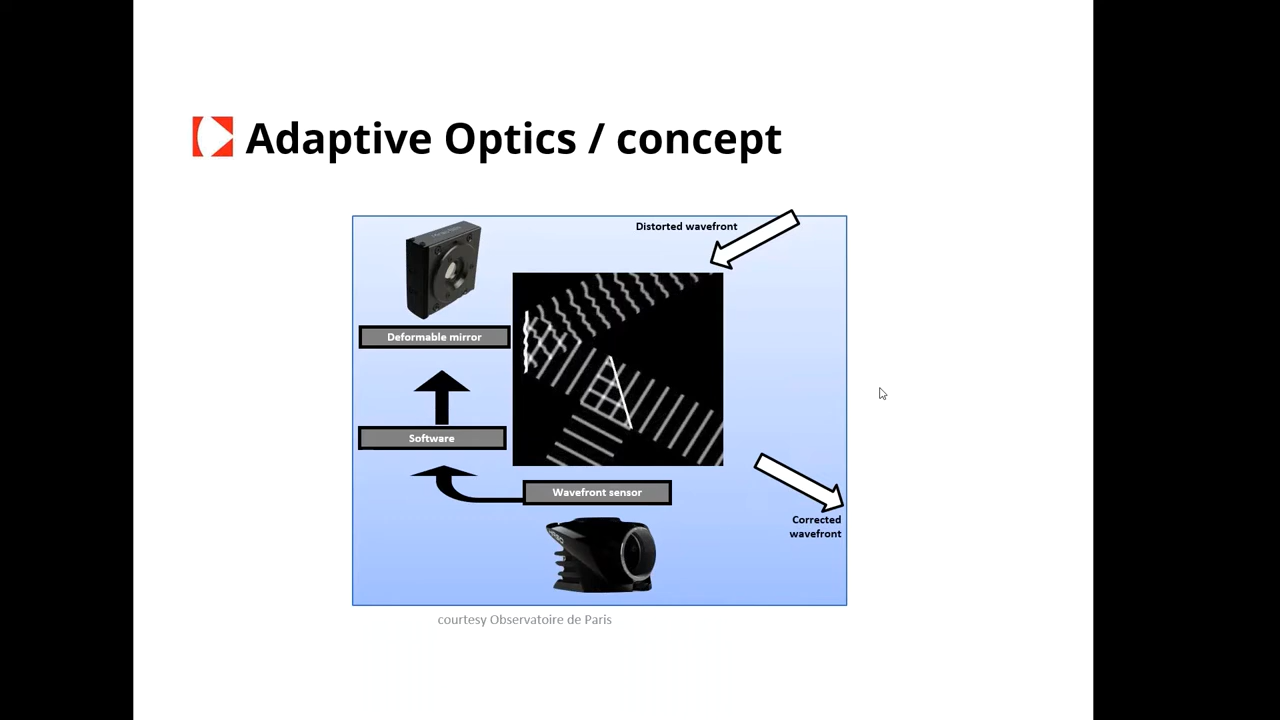 Adaptive Optics / concept
Distorted wavefront
Deformable mirror
Software
Wavefront sensor
Corrected
wavefront
courtesy Observatoire de Paris